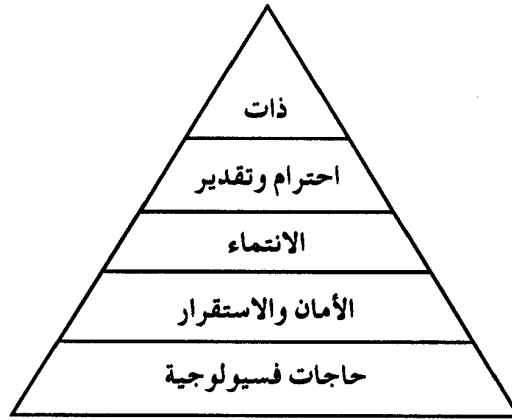 ذات
احترام وتقدير
الانتماء
الأمان والاستقرار
حاجات فسيولوجية